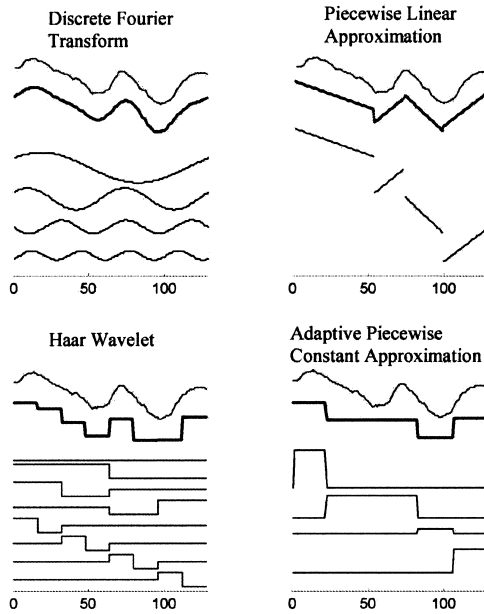 Discrete Fourier
Transform
Piecewise Linear
Approximation
0 50 100
0 50 100
Haar Wavelet
Adaptive Piecewise
Constant Approximation
0 50 100
0 50 100